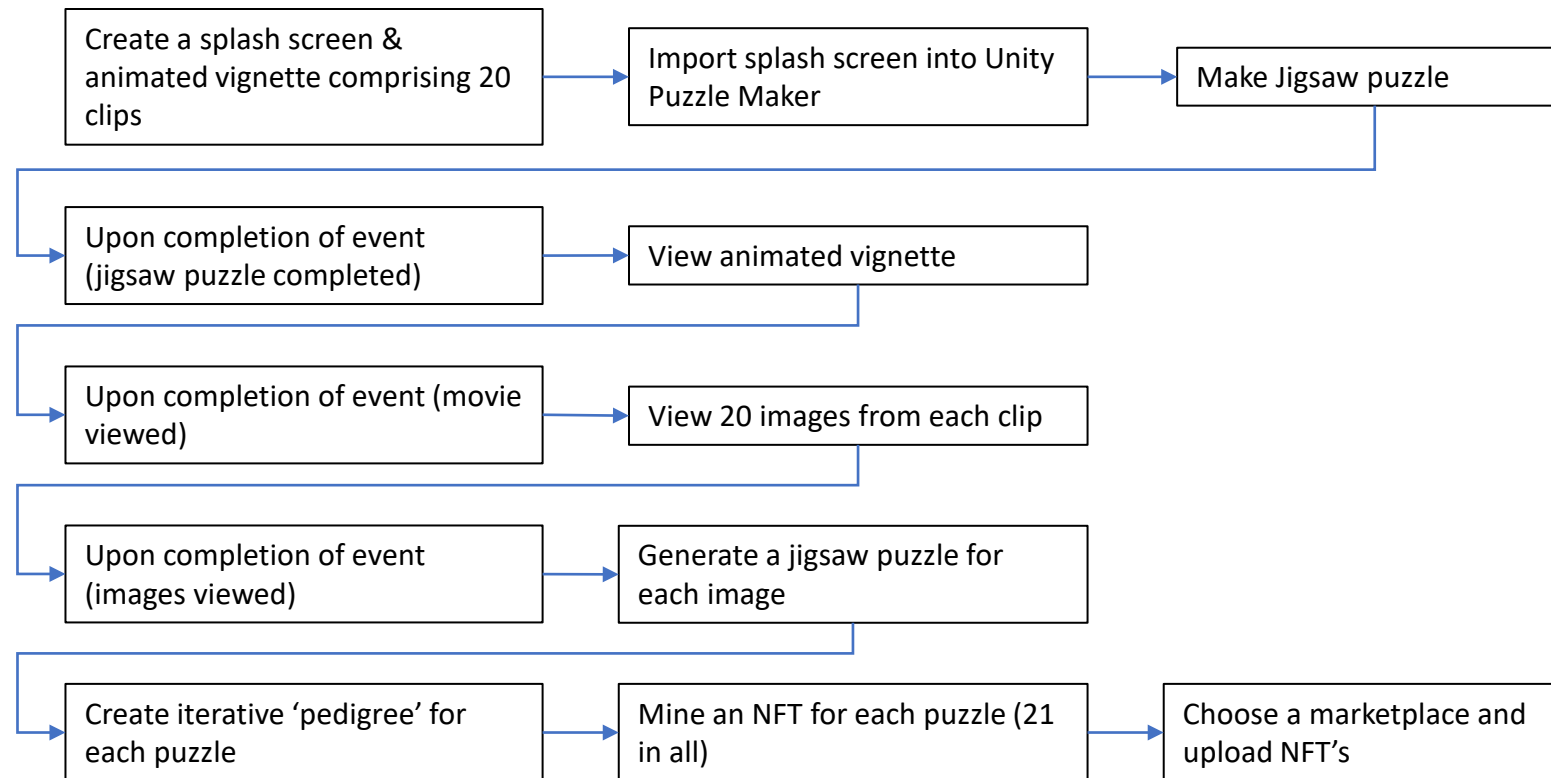 Create a splash screen &
animated vignette comprising 20
clips
Import splash screen into Unity
Puzzle Maker
Make Jigsaw puzzle
Upon completion of event
(jigsaw puzzle completed)
View animated vignette
Upon completion of event (movie
viewed)
View 20 images from each clip
Upon completion of event
(images viewed)
Generate a jigsaw puzzle for
each image
Create iterative ‘pedigree’ for
each puzzle
Mine an NFT for each puzzle (21
in all)
Choose a marketplace and
upload NFT’s